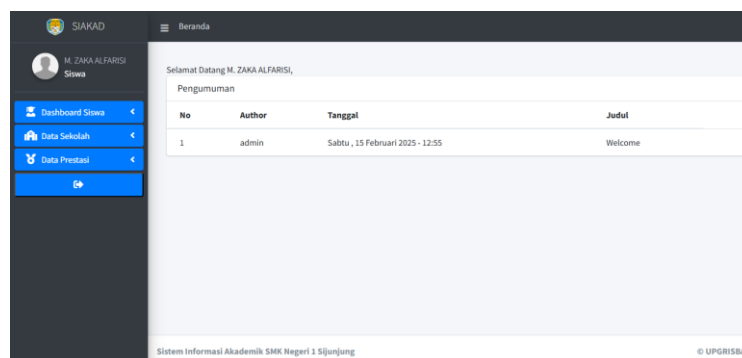 SIAKAD
Beranda
M. ZAKA ALFARISI
Siswa
Dashboard Siswa
Data Sekolah
Data Prestasi
Selamat Datang M. ZAKA ALFARISI,
Pengumuman
No Author Tanggal Judul
1 admin Sabtu , 15 Februari 2025 - 12:55 Welcome
Sistem Informasi Akademik SMK Negeri 1 Sijunjung
© UPGRISBA